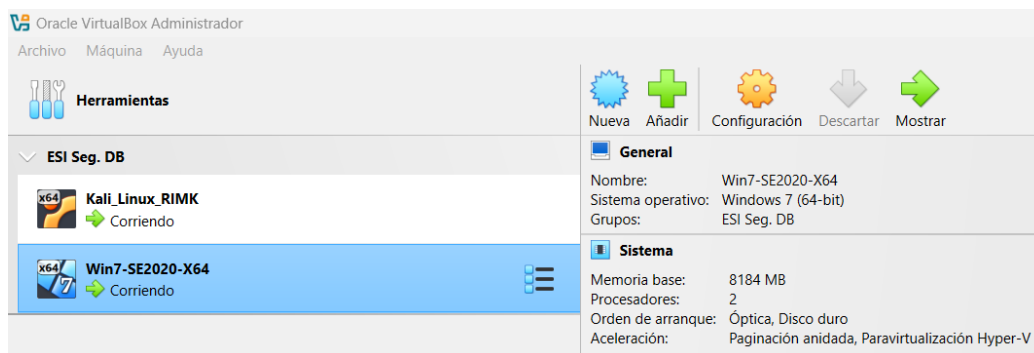 Oracle VirtualBox Administrador
Archivo Máquina Ayuda
Herramientas
ESI Seg. DB
x64
Kali_Linux_RIMK
Corriendo
x64
7
Win7-SE2020-X64
Corriendo
Nueva Añadir Configuración Descartar Mostrar
General
Nombre: Win7-SE2020-X64
Sistema operativo: Windows 7 (64-bit)
Grupos: ESI Seg. DB
Sistema
Memoria base: 8184 MB
Procesadores: 2
Orden de arranque: Óptica, Disco duro
Aceleración: Paginación anidada, Paravirtualización Hyper-V